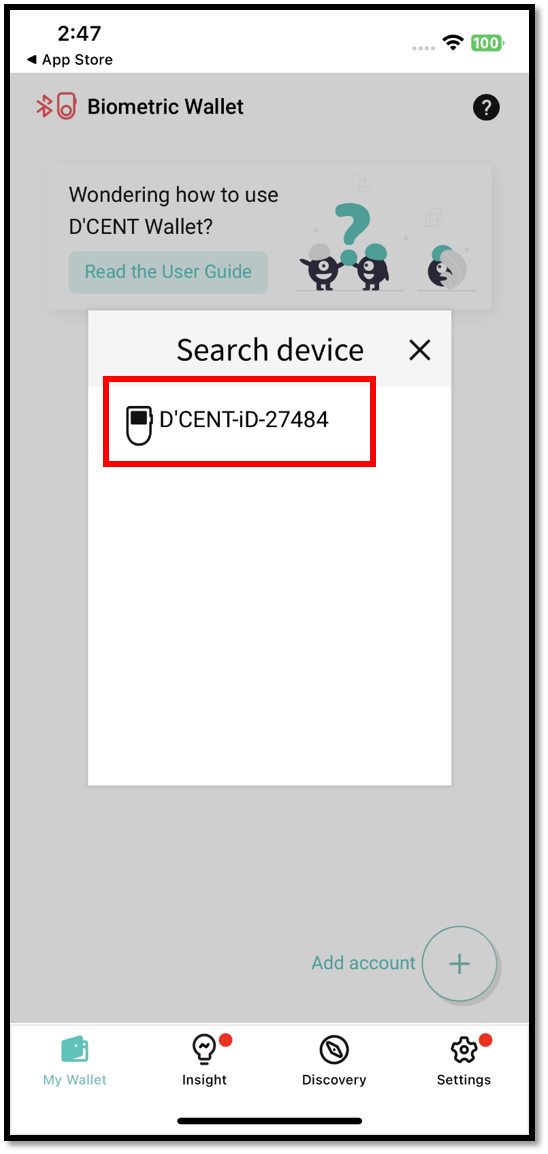 2:47
100
◀ App Store
Biometric Wallet
?
Wondering how to use
D'CENT Wallet?
Read the User Guide
?
Search device
D'CENT-iD-27484
Add account
My Wallet
Insight
Discovery
Settings